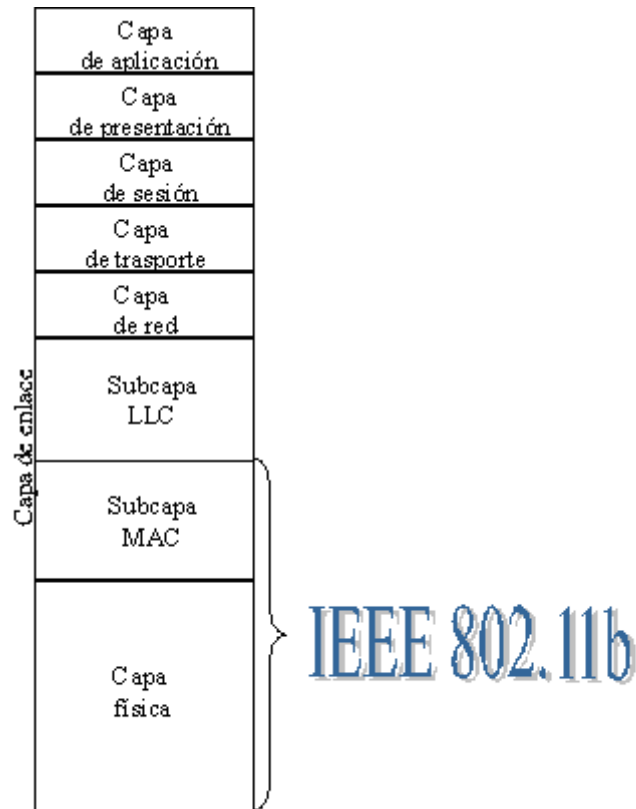 Capa
de aplicación
Capa
de presentación
Capa
de sesión
Capa
de trasporte
Capa
de red
Capa de enlace
Subcapa
LLC
Subcapa
MAC
IEEE 802.11b
Capa
física